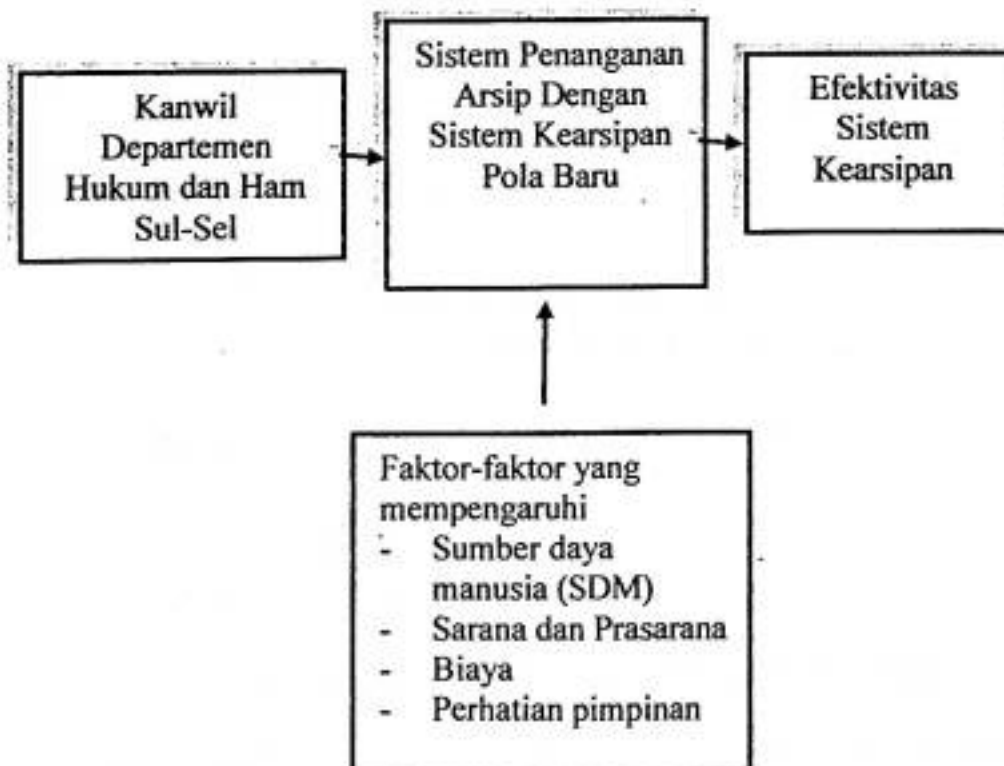 Kanwil
Departemen
Hukum dan Ham
Sul-Sel
Sistem Penanganan
Arsip Dengan
Sistem Kearsipan
Pola Baru
Efektivitas
Sistem
Kearsipan
Faktor-faktor yang
mempengaruhi
- Sumber daya
manusia (SDM)
- Sarana dan Prasarana
- Biaya
- Perhatian pimpinan